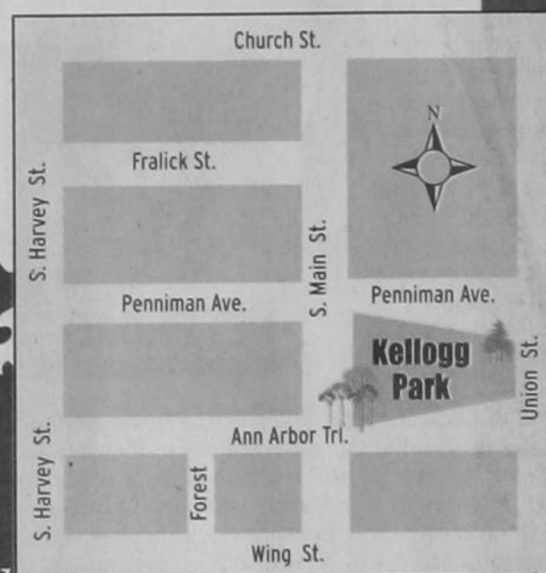 Church St.
N
Fralick St.
S. Harvey St.
S. Main St.
Penniman Ave.
Penniman Ave.
Kellogg
Park
Union St.
Ann Arbor Trl.
S. Harvey St.
Forest
Wing St.